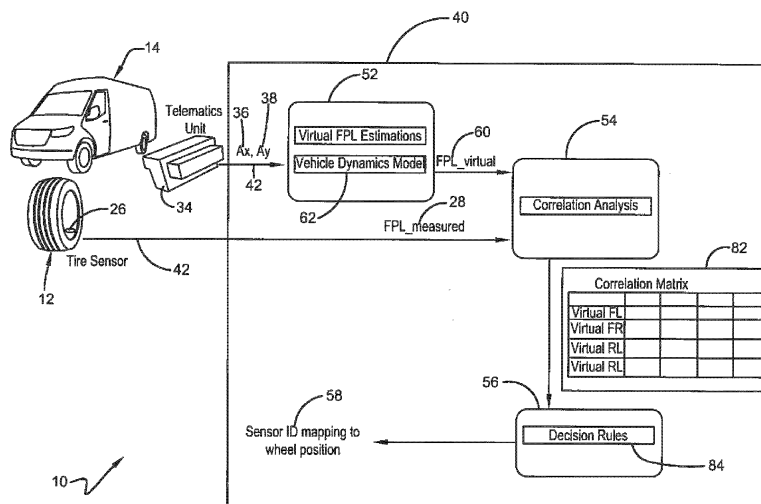 40
14
52
Telematics
Unit
36
38
Ax, Ay
42
Virtual FPL Estimations
Vehicle Dynamics Model
62
60
FPL_virtual
54
Correlation Analysis
34
26
28
FPL_measured
Tire Sensor
42
12
82
Correlation Matrix
Virtual FL
Virtual FR
Virtual RL
Virtual RL
56
58
Sensor ID mapping to
wheel position
Decision Rules
84
10